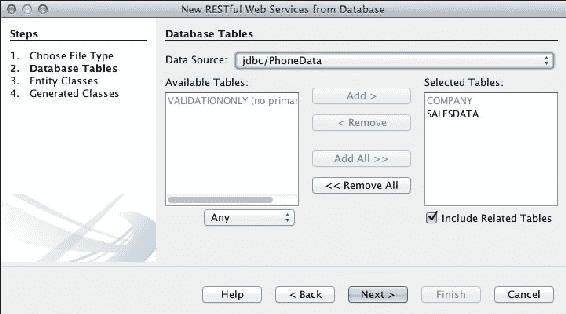 New RESTful Web Services from Database
Steps
1. Choose File Type
2. Database Tables
3. Entity Classes
4. Generated Classes
Database Tables
Data Source: jdbc/PhoneData
Available Tables:
VALIDATIONONLY (no prima
Any
Add >
< Remove
Add All >>
<< Remove All
Selected Tables:
COMPANY
SALESDATA
Include Related Tables
Help
< Back
Next >
Finish
Cancel